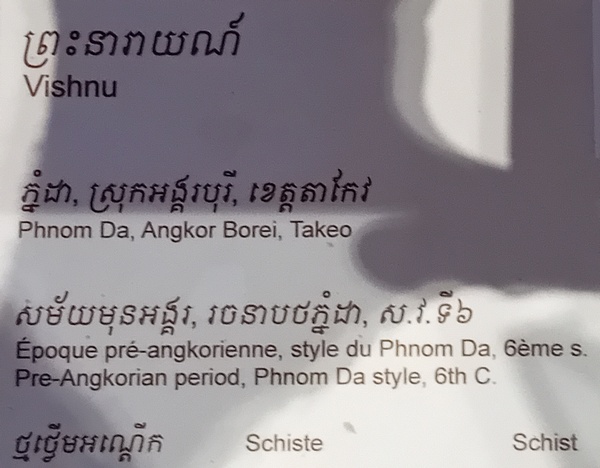 ព្រះនារាយណ៍
Vishnu
ភ្នំដា, ស្រុកអង្គរបុរី, ខេត្តតាកែវ
Phnom Da, Angkor Borei, Takeo
សម័យមុនអង្គរ, រចនាបថភ្នំដា, ស.វ.ទី៦
Époque pré-angkorienne, style du Phnom Da, 6ème s.
Pre-Angkorian period, Phnom Da style, 6th C.
ថ្មថ្លើមអណ្តើក Schiste Schist